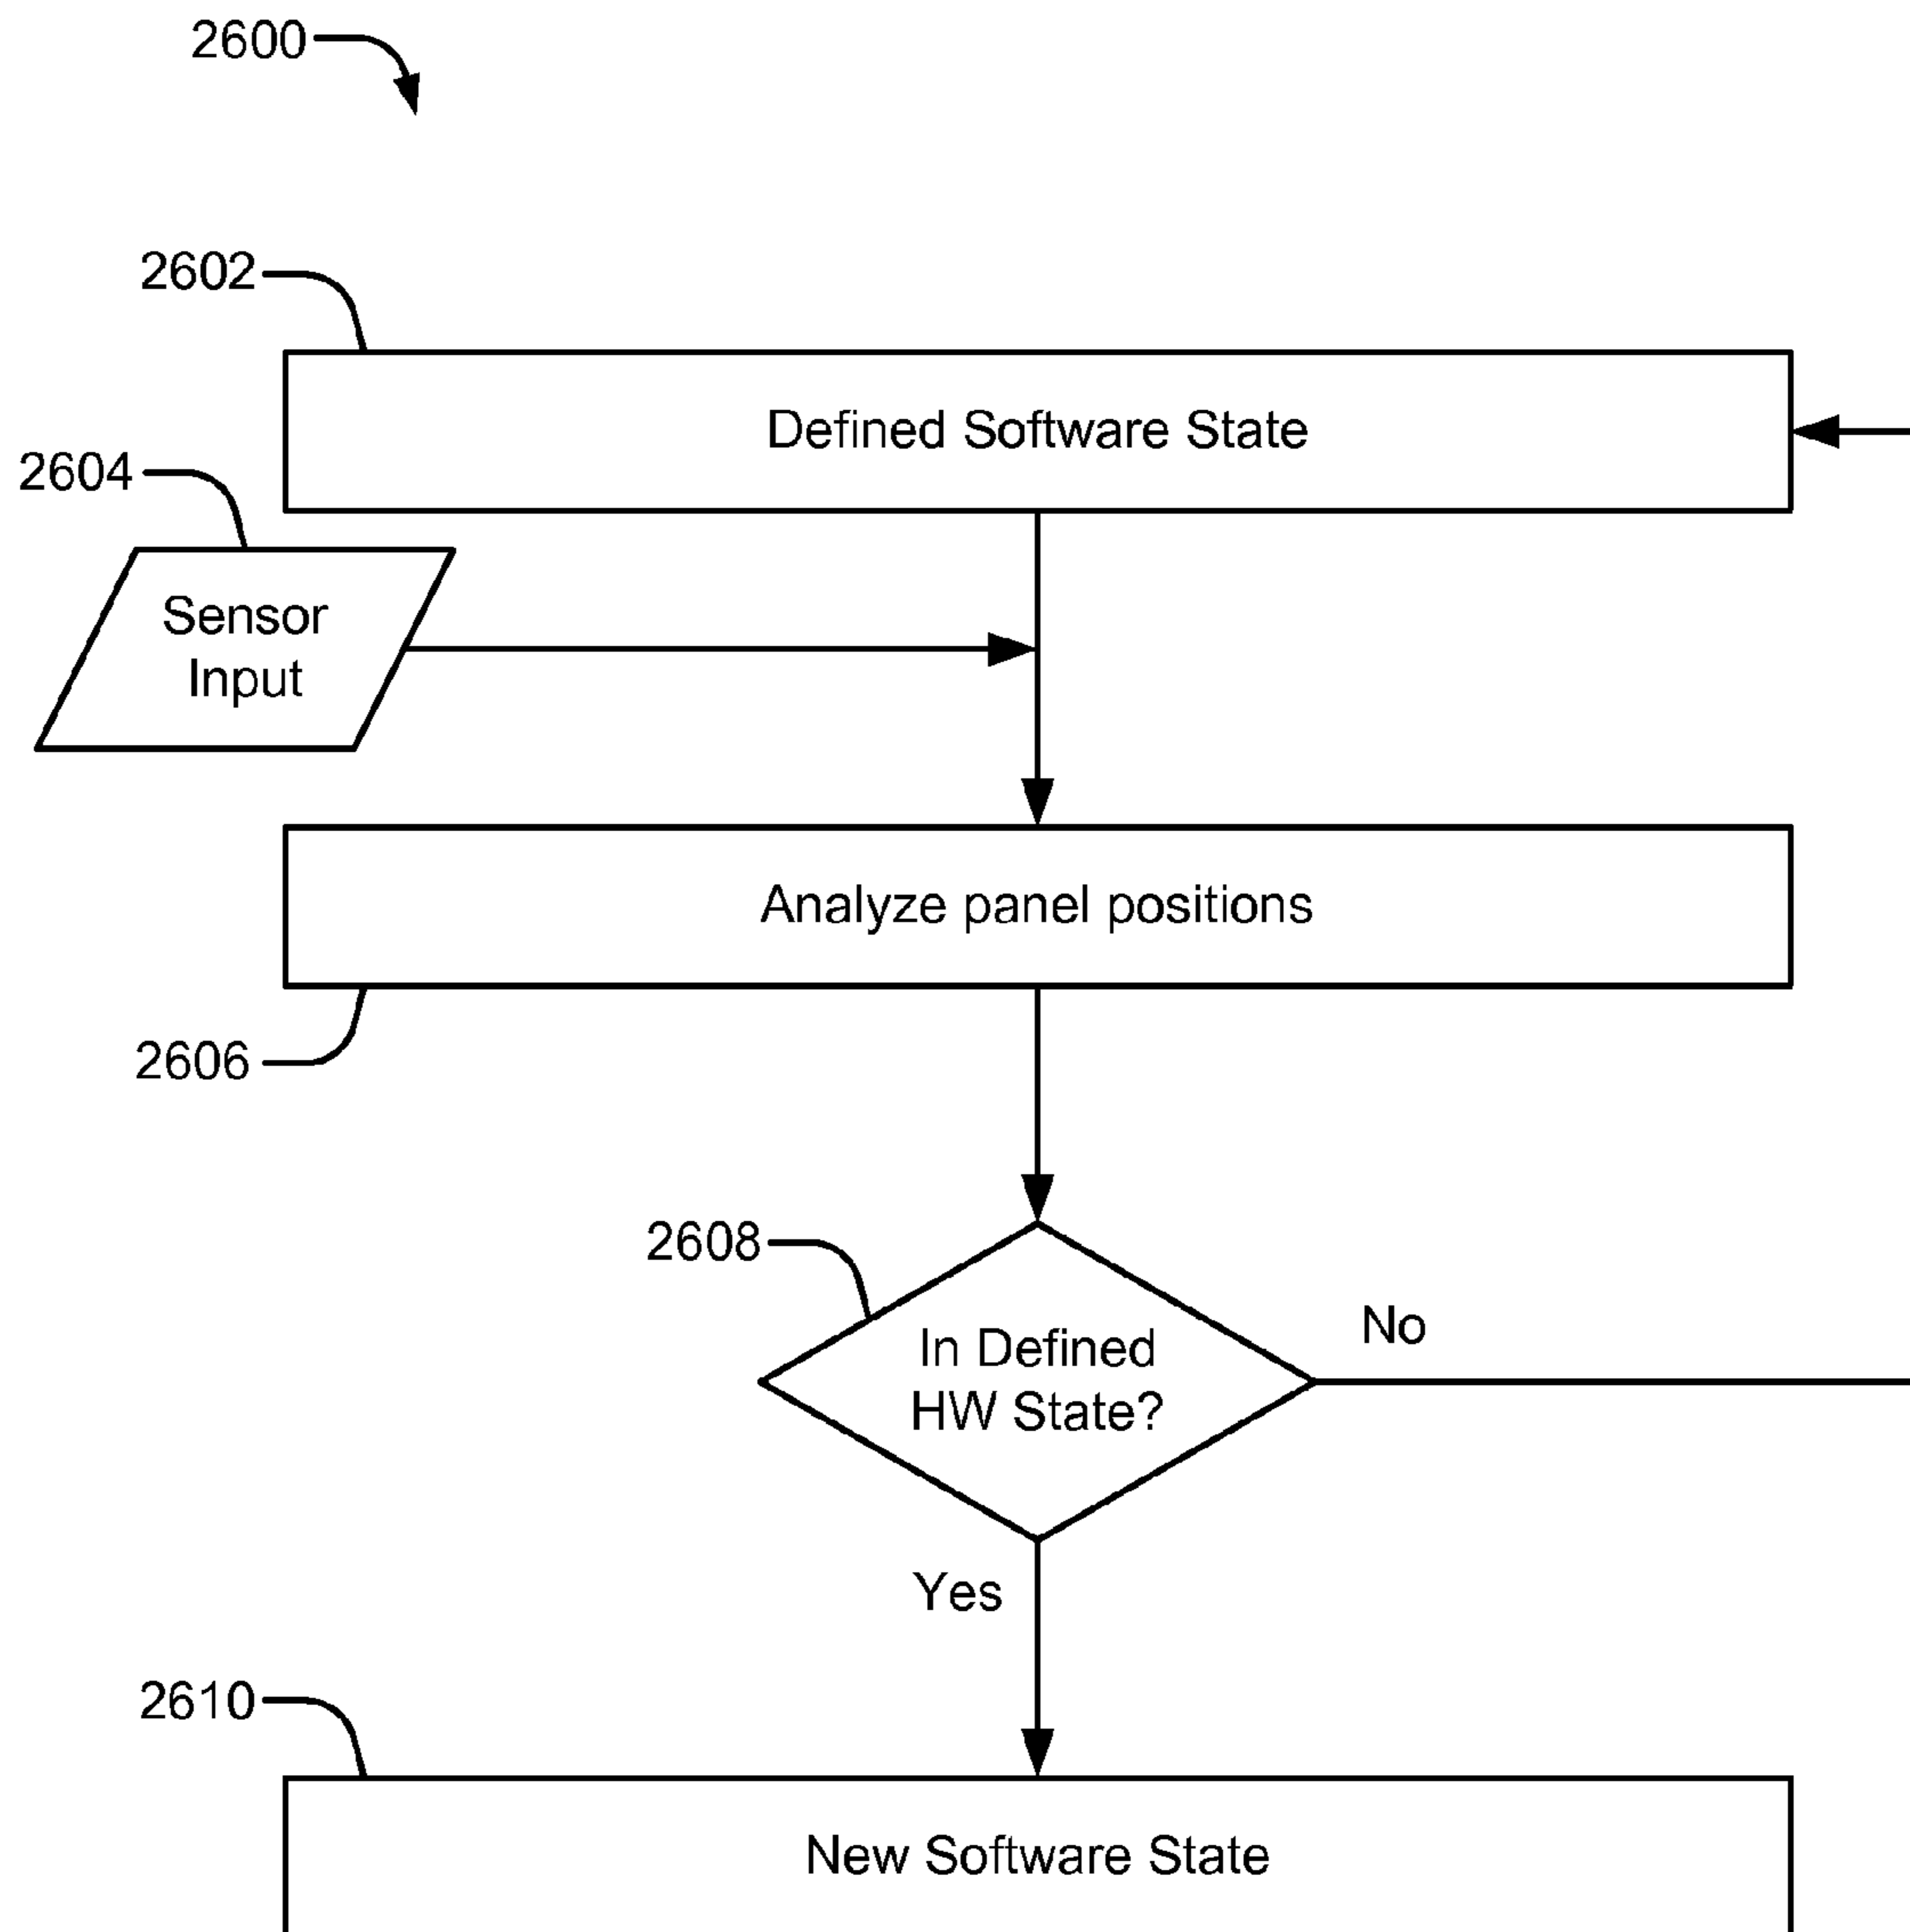 2600
2602
Defined Software State
2604
Sensor
Input
Analyze panel positions
2606
2608
In Defined
HW State?
No
Yes
2610
New Software State